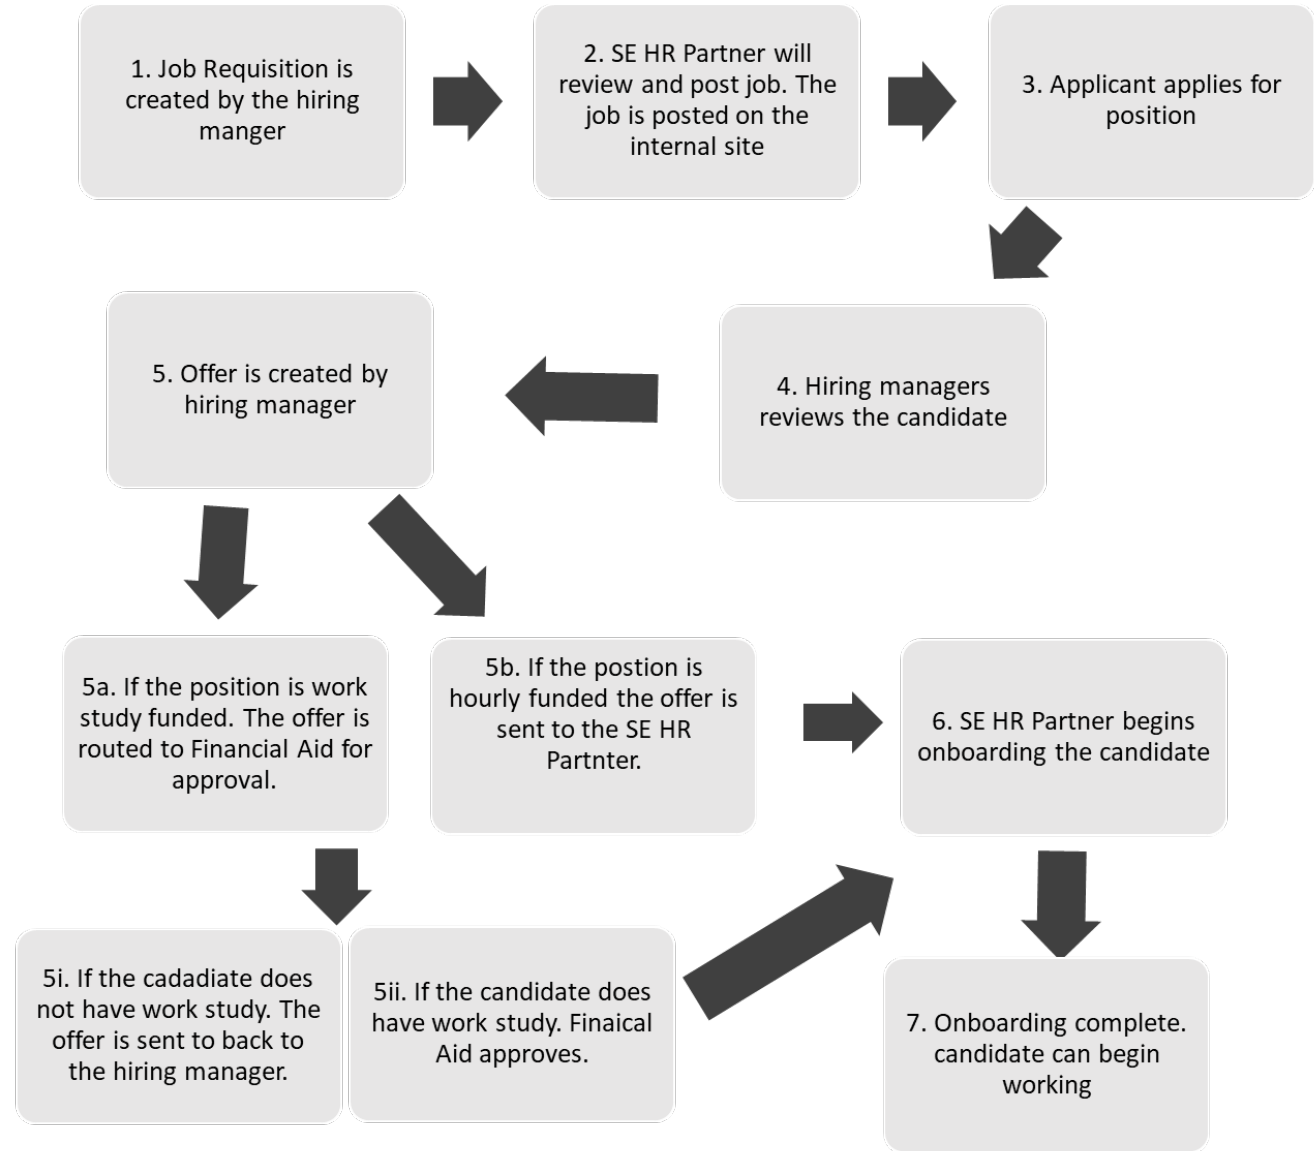 1. Job Requisition is
created by the hiring
manger
2. SE HR Partner will
review and post job. The
job is posted on the
internal site
3. Applicant applies for
position
4. Hiring managers
reviews the candidate
5. Offer is created by
hiring manager
5a. If the position is work
study funded. The offer is
routed to Financial Aid for
approval.
5b. If the postion is
hourly funded the offer is
sent to the SE HR
Partnter.
6. SE HR Partner begins
onboarding the candidate
5i. If the cadadiate does
not have work study. The
offer is sent to back to
the hiring manager.
5ii. If the candidate does
have work study. Finaical
Aid approves.
7. Onboarding complete.
candidate can begin
working